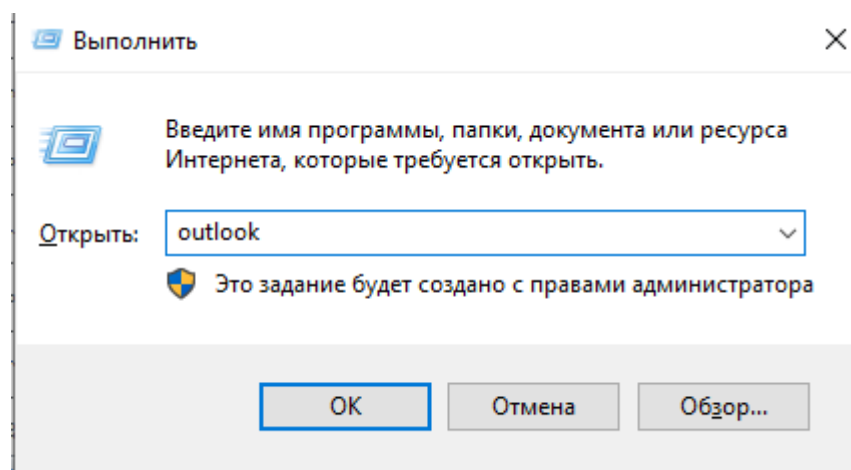 Выполнить
Введите имя программы, папки, документа или ресурса
Интернета, которые требуется открыть.
Открыть: outlook
Это задание будет создано с правами администратора
ОК Отмена Обзор...